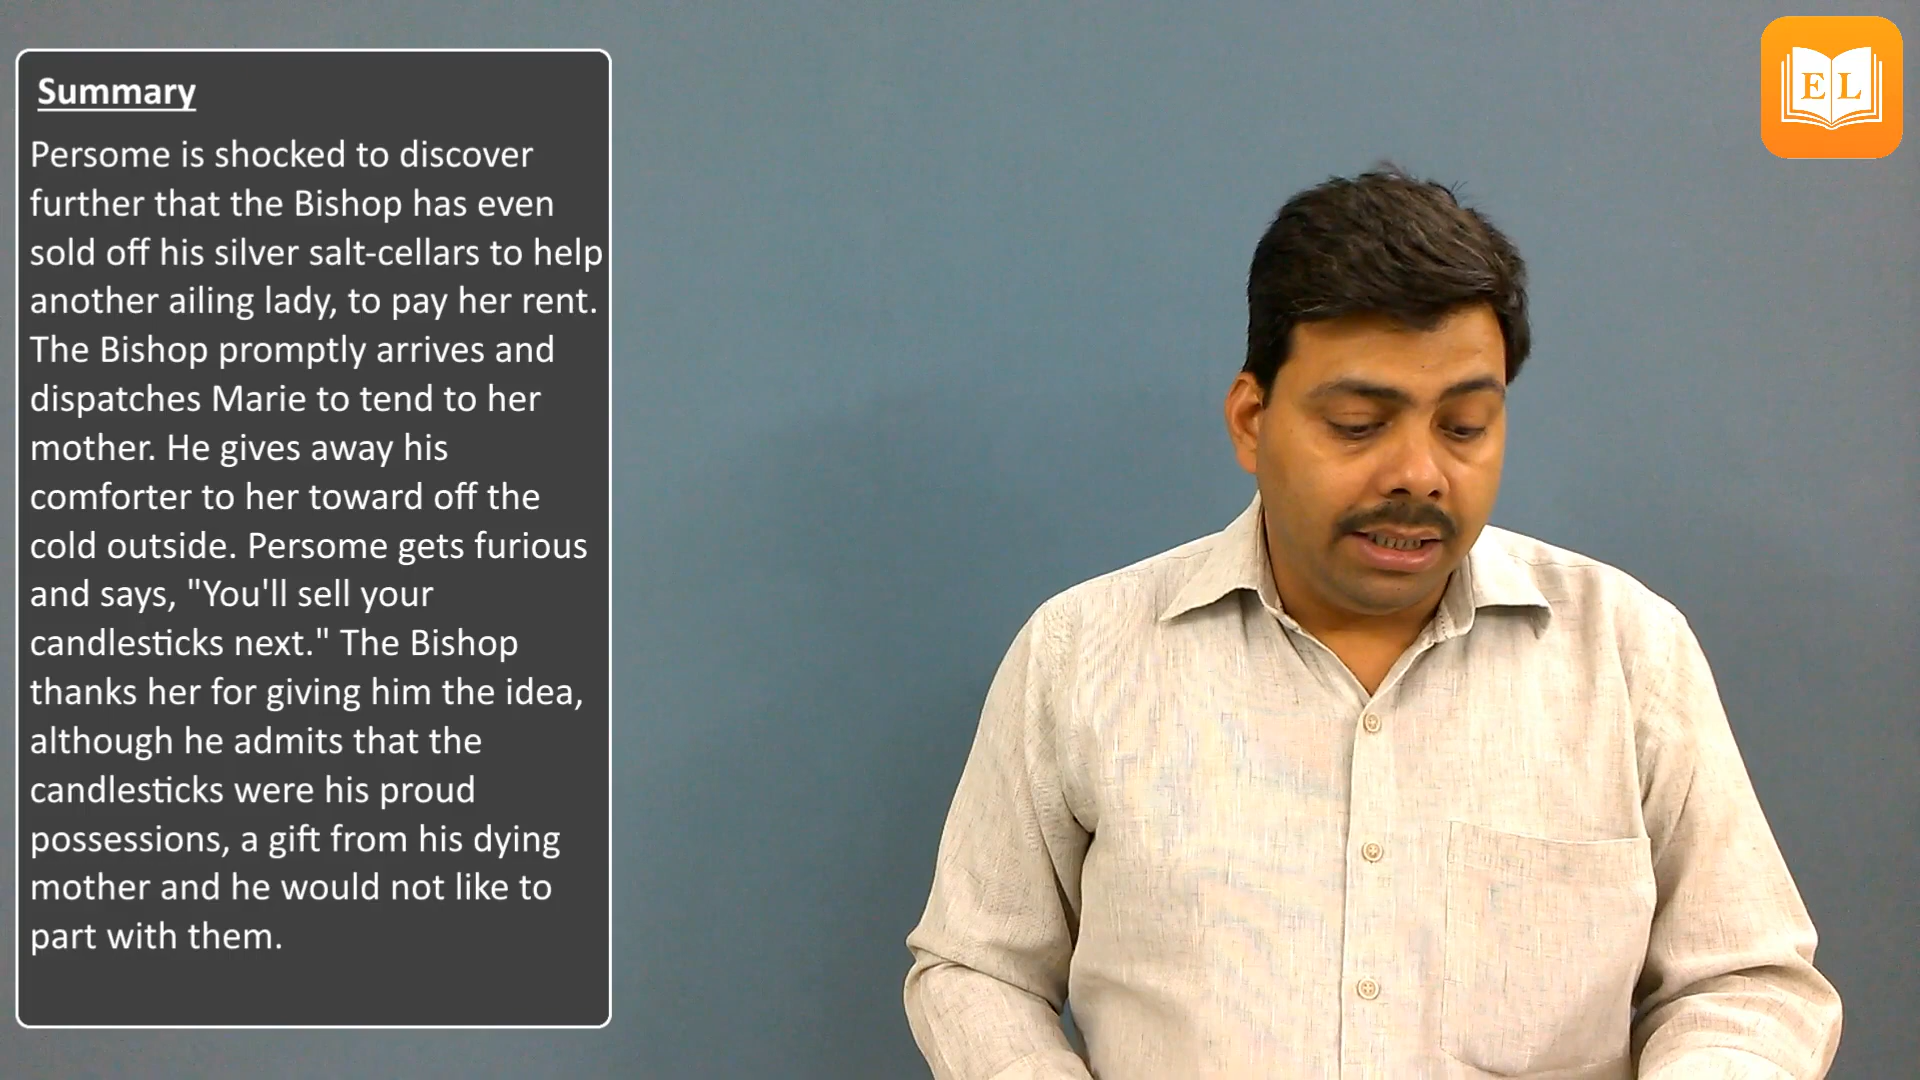 Summary
Persome is shocked to discover
further that the Bishop has even
sold off his silver salt-cellars to help
another ailing lady, to pay her rent.
The Bishop promptly arrives and
dispatches Marie to tend to her
mother. He gives away his
comforter to her toward off the
cold outside. Persome gets furious
and says, "You'll sell your
candlesticks next." The Bishop
thanks her for giving him the idea,
although he admits that the
candlesticks were his proud
possessions, a gift from his dying
mother and he would not like to
part with them.
E L